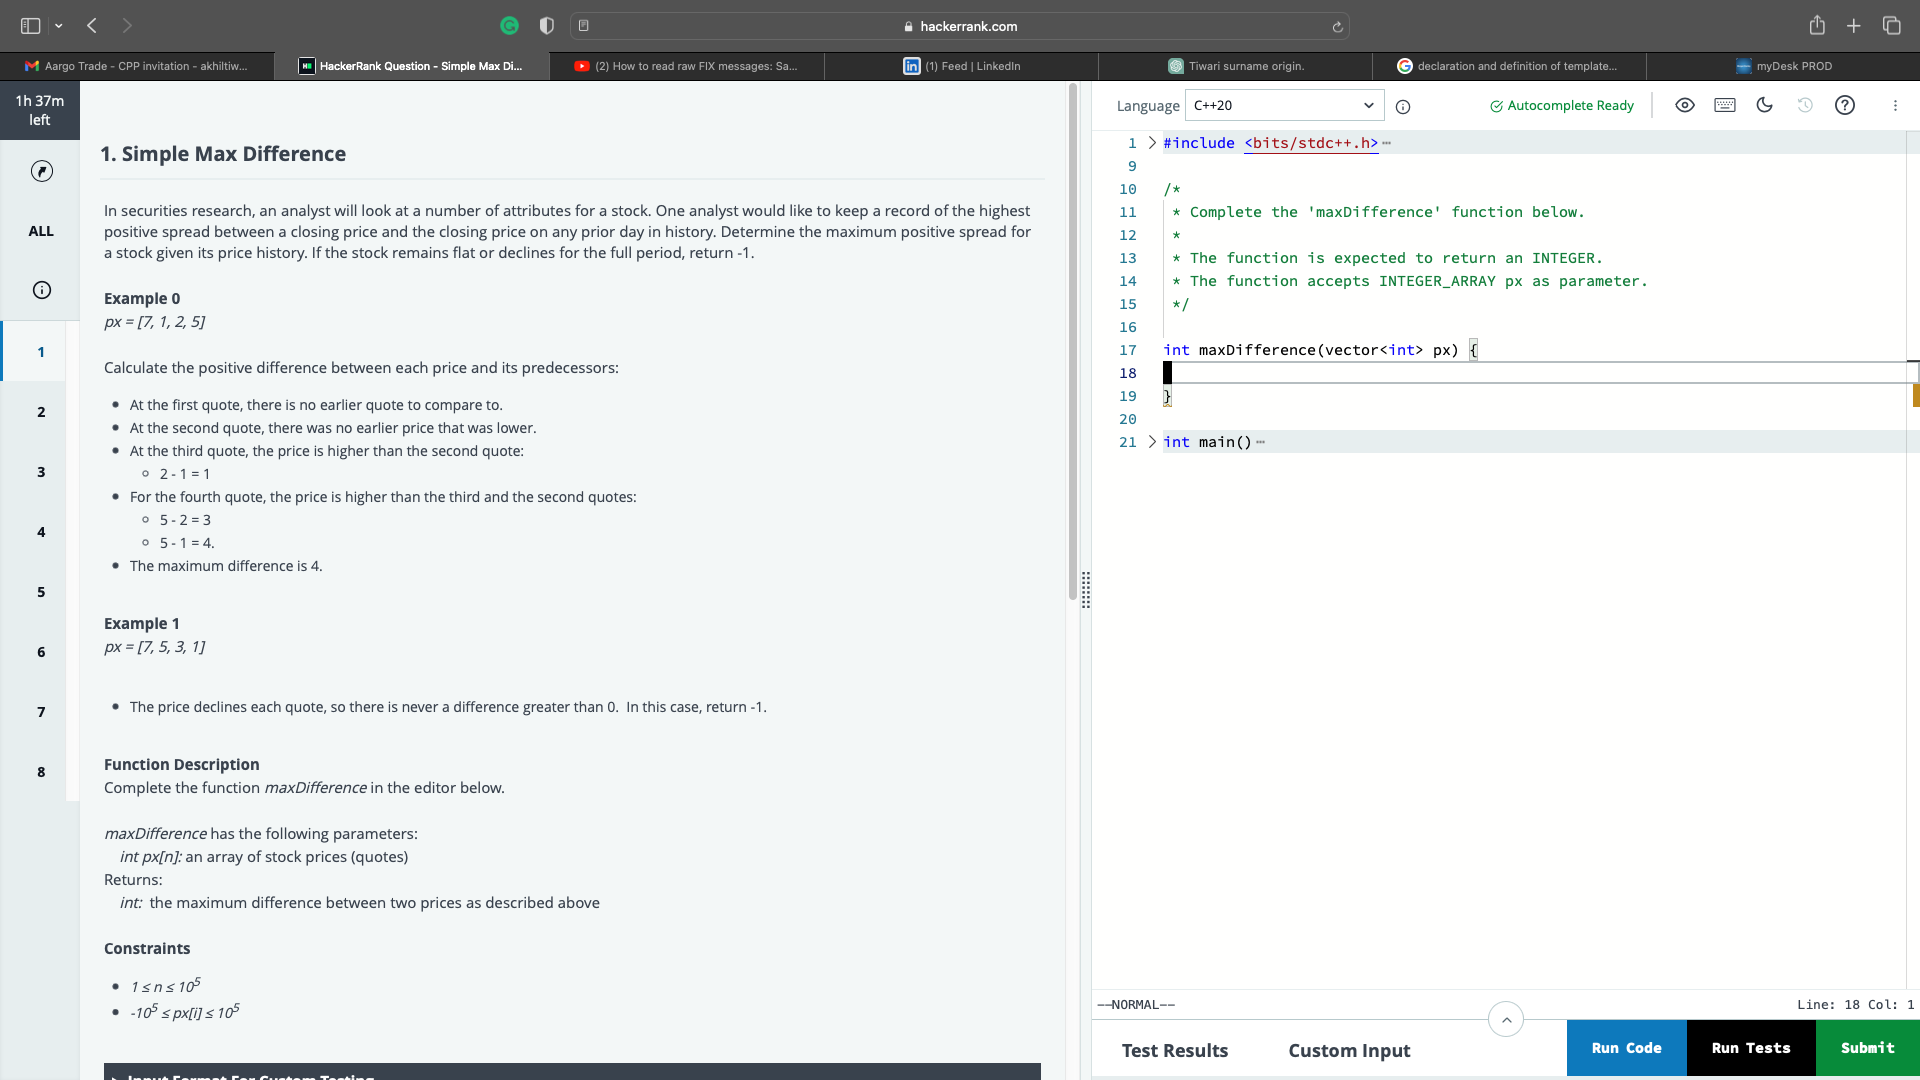 hackerrank.com
Aargo Trade - CPP invitation - akhiltiw...
HackerRank Question - Simple Max Di...
(2) How to read raw FIX messages: Sa...
(1) Feed | LinkedIn
Tiwari surname origin.
declaration and definition of template...
myDesk PROD
1h 37m
left
ALL
1
2
3
4
5
6
7
8
1. Simple Max Difference
In securities research, an analyst will look at a number of attributes for a stock. One analyst would like to keep a record of the highest
positive spread between a closing price and the closing price on any prior day in history. Determine the maximum positive spread for
a stock given its price history. If the stock remains flat or declines for the full period, return -1.
Example 0
px = [7, 1, 2, 5]
Calculate the positive difference between each price and its predecessors:
• At the first quote, there is no earlier quote to compare to.
• At the second quote, there was no earlier price that was lower.
• At the third quote, the price is higher than the second quote:
◦ 2 - 1 = 1
• For the fourth quote, the price is higher than the third and the second quotes:
◦ 5 - 2 = 3
◦ 5 - 1 = 4.
• The maximum difference is 4.
Example 1
px = [7, 5, 3, 1]
• The price declines each quote, so there is never a difference greater than 0. In this case, return -1.
Function Description
Complete the function maxDifference in the editor below.
maxDifference has the following parameters:
int px[n]: an array of stock prices (quotes)
Returns:
int: the maximum difference between two prices as described above
Constraints
• 1 ≤ n ≤ 10⁵
• -10⁵ ≤ px[i] ≤ 10⁵
Input Format For Custom Testing
Language C++20 Autocomplete Ready
1 #include <bits/stdc++.h>
9
10 /*
11 * Complete the 'maxDifference' function below.
12 *
13 * The function is expected to return an INTEGER.
14 * The function accepts INTEGER_ARRAY px as parameter.
15 */
16
17 int maxDifference(vector<int> px) {
18
19 }
20
21 int main()
--NORMAL-- Line: 18 Col: 1
Test Results Custom Input Run Code Run Tests Submit